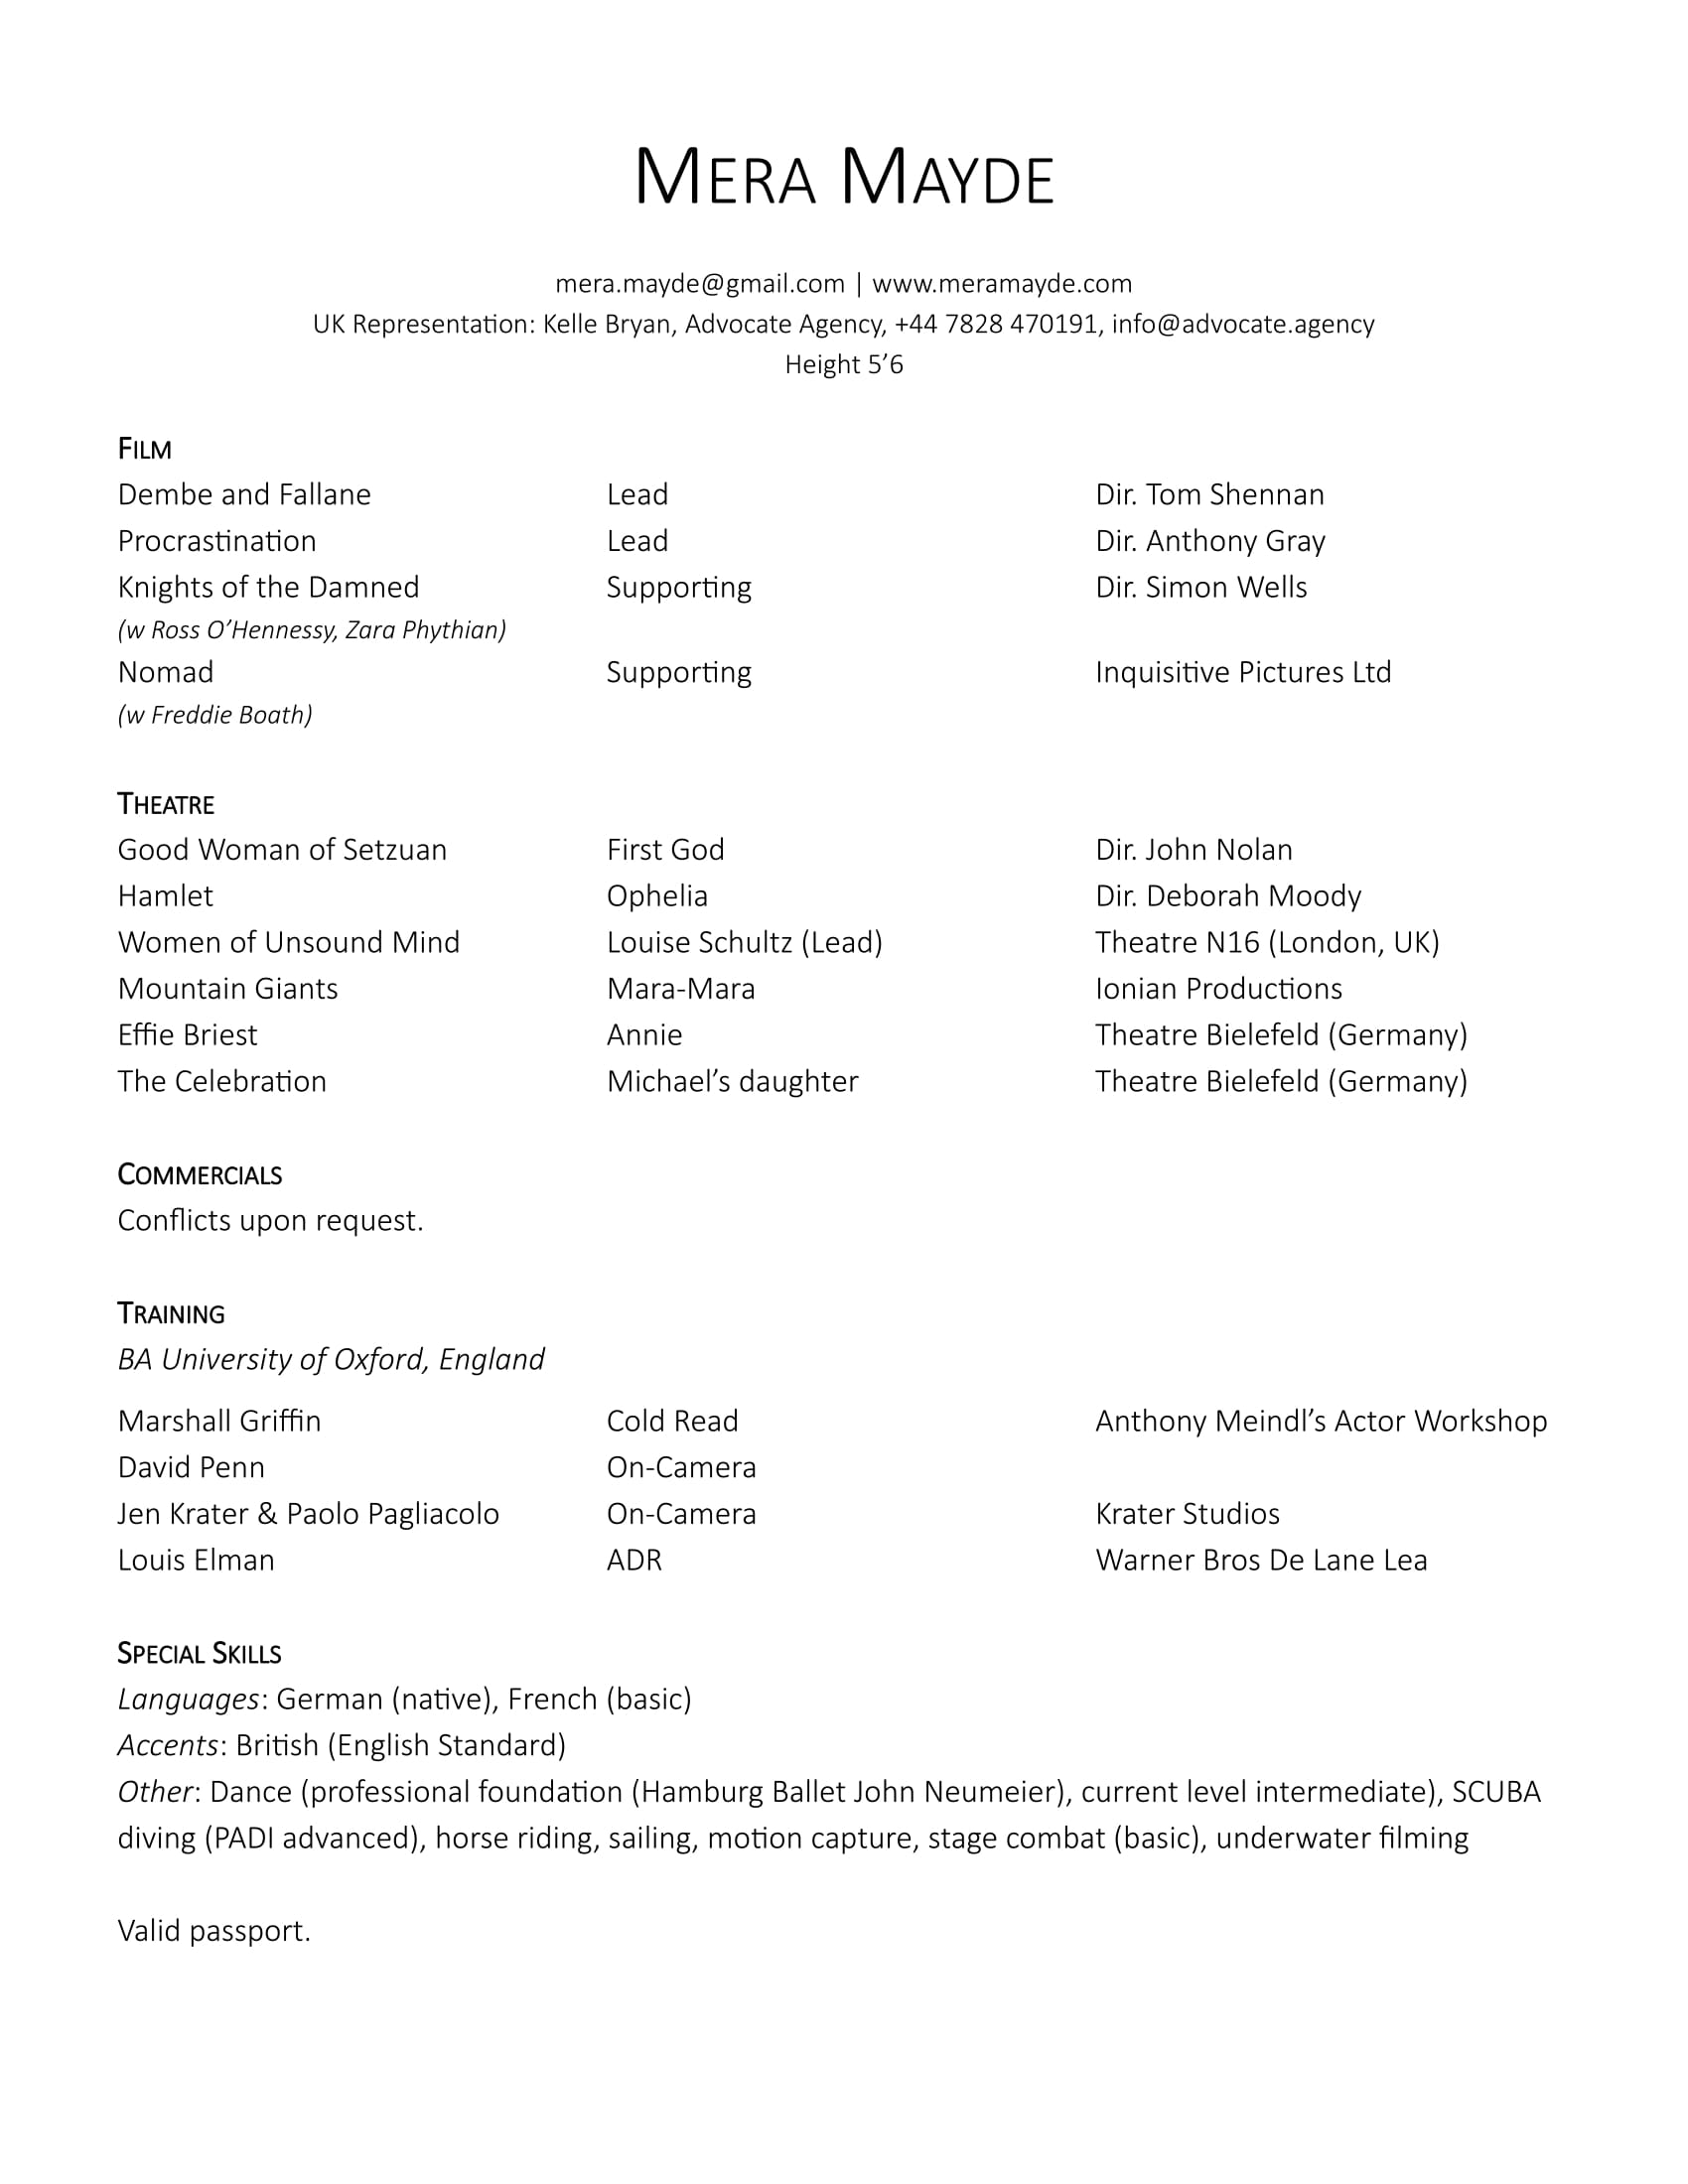 MERA MAYDE
mera.mayde@gmail.com | www.meramayde.com
UK Representation: Kelle Bryan, Advocate Agency, +44 7828 470191, info@advocate.agency
Height 5’6
FILM
Dembe and Fallane Lead Dir. Tom Shennan
Procrastination Lead Dir. Anthony Gray
Knights of the Damned Supporting Dir. Simon Wells
(w Ross O’Hennessy, Zara Phythian)
Nomad Supporting Inquisitive Pictures Ltd
(w Freddie Boath)
THEATRE
Good Woman of Setzuan First God Dir. John Nolan
Hamlet Ophelia Dir. Deborah Moody
Women of Unsound Mind Louise Schultz (Lead) Theatre N16 (London, UK)
Mountain Giants Mara-Mara Ionian Productions
Effie Briest Annie Theatre Bielefeld (Germany)
The Celebration Michael’s daughter Theatre Bielefeld (Germany)
COMMERCIALS
Conflicts upon request.
TRAINING
BA University of Oxford, England
Marshall Griffin Cold Read Anthony Meindl’s Actor Workshop
David Penn On-Camera
Jen Krater & Paolo Pagliacolo On-Camera Krater Studios
Louis Elman ADR Warner Bros De Lane Lea
SPECIAL SKILLS
Languages: German (native), French (basic)
Accents: British (English Standard)
Other: Dance (professional foundation (Hamburg Ballet John Neumeier), current level intermediate), SCUBA
diving (PADI advanced), horse riding, sailing, motion capture, stage combat (basic), underwater filming
Valid passport.